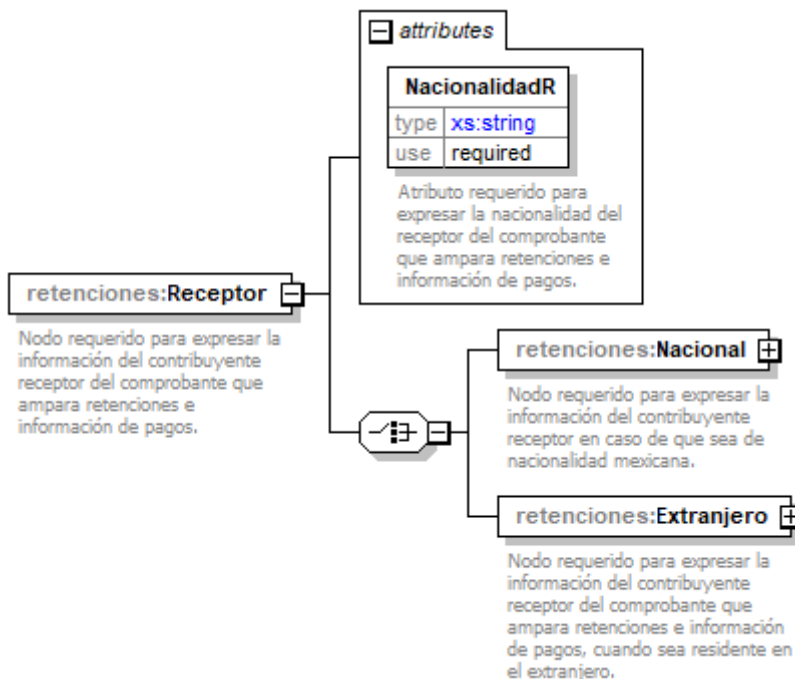 attributes
NacionalidadR
type xs:string
use required
Atributo requerido para
expresar la nacionalidad del
receptor del comprobante
que ampara retenciones e
información de pagos.
retenciones:Receptor
Nodo requerido para expresar la
información del contribuyente
receptor del comprobante que
ampara retenciones e
información de pagos.
retenciones:Nacional
Nodo requerido para expresar la
información del contribuyente
receptor en caso de que sea de
nacionalidad mexicana.
retenciones:Extranjero
Nodo requerido para expresar la
información del contribuyente
receptor del comprobante que
ampara retenciones e información
de pagos, cuando sea residente en
el extranjero.